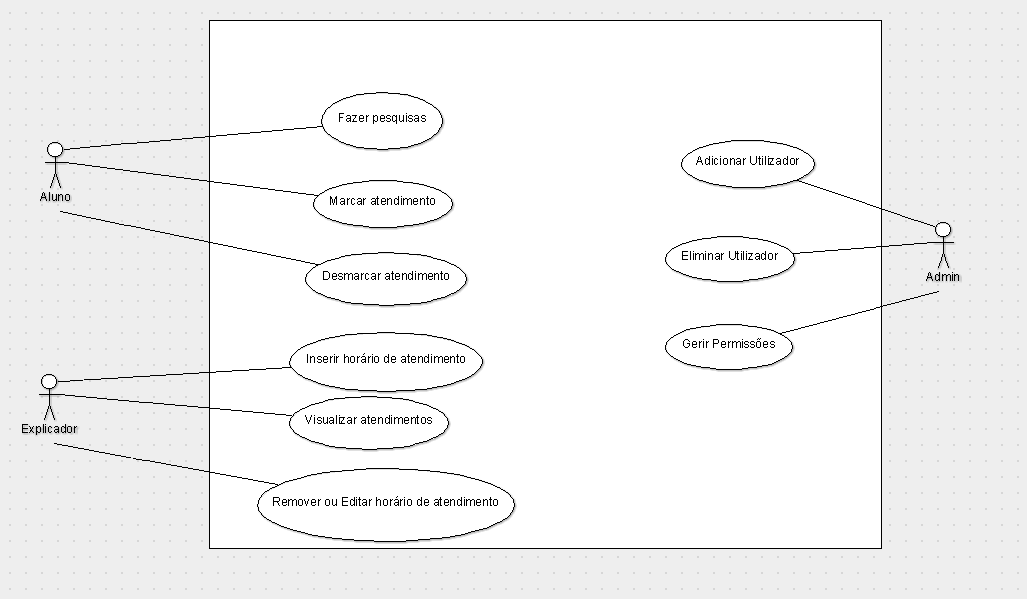 Fazer pesquisas
Adicionar Utilizador
Aluno
Marcar atendimento
Eliminar Utilizador
Desmarcar atendimento
Admin
Gerir Permissões
Inserir horário de atendimento
Visualizar atendimentos
Explicador
Remover ou Editar horário de atendimento